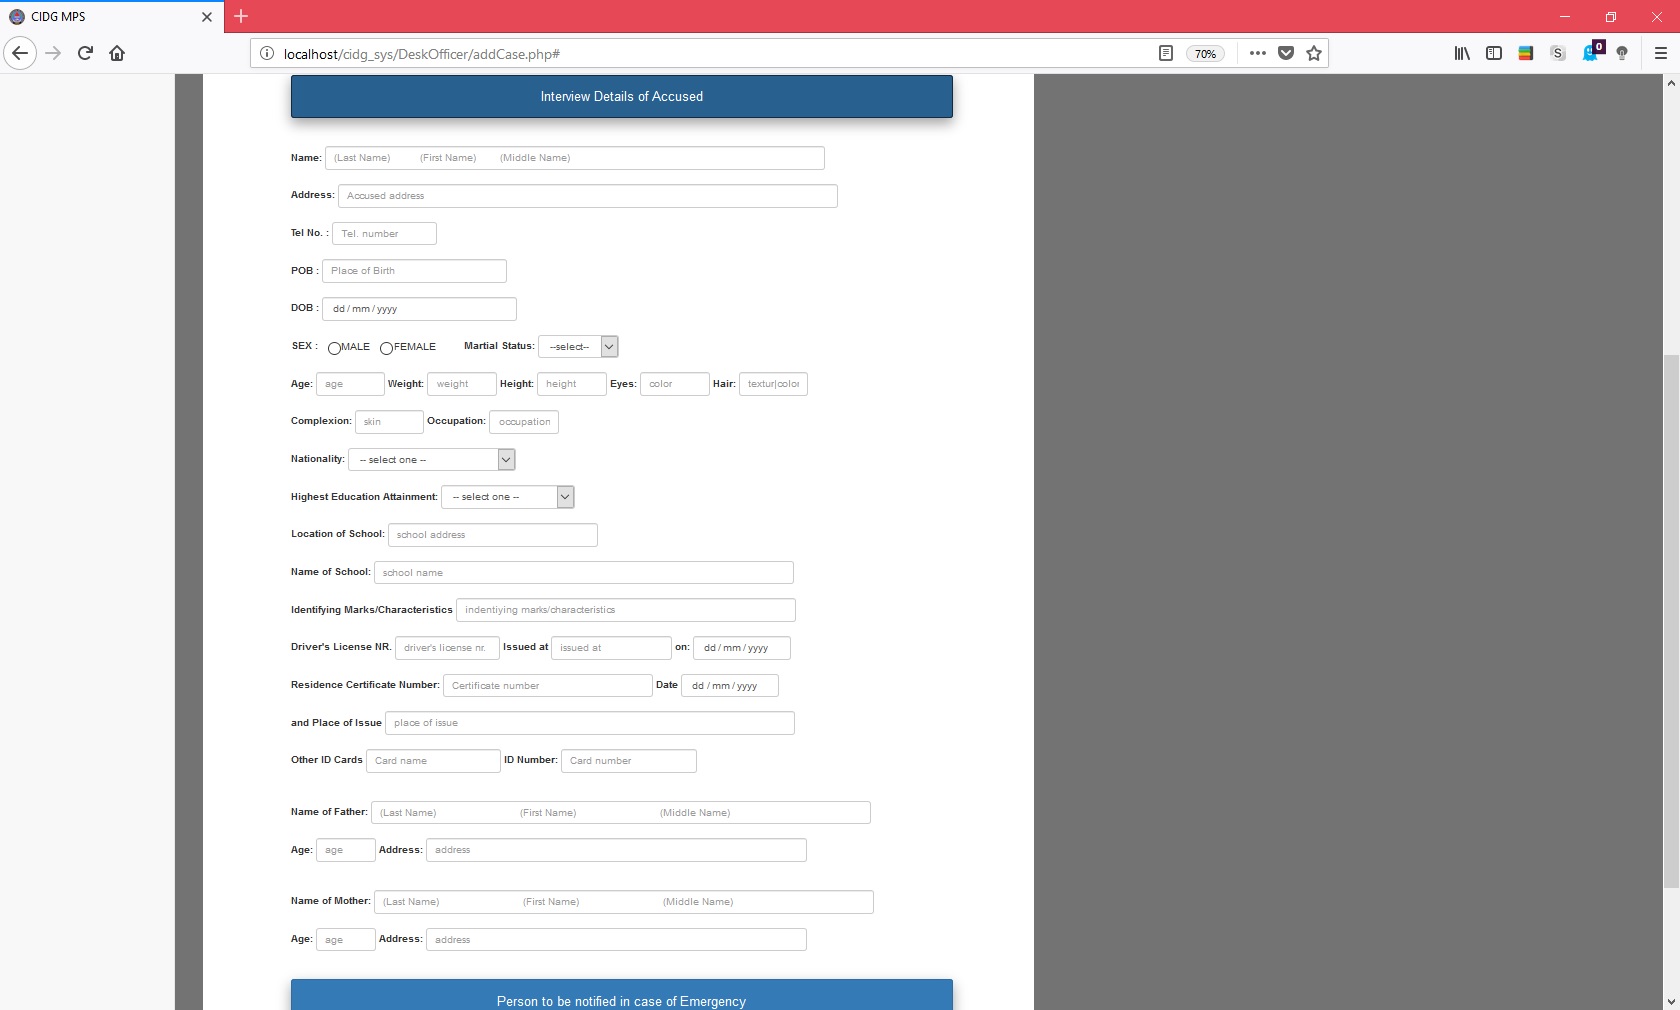 CIDG MPS
localhost/cidg_sys/DeskOfficer/addCase.php#
70%
S
0
Interview Details of Accused
Name: (Last Name) (First Name) (Middle Name)
Address: Accused address
Tel No. : Tel. number
POB : Place of Birth
DOB : dd / mm / yyyy
SEX : MALE FEMALE Martial Status: --select--
Age: age Weight: weight Height: height Eyes: color Hair: textur|color
Complexion: skin Occupation: occupation
Nationality: -- select one --
Highest Education Attainment: -- select one --
Location of School: school address
Name of School: school name
Identifying Marks/Characteristics indentiying marks/characteristics
Driver's License NR. driver's license nr. Issued at issued at on: dd / mm / yyyy
Residence Certificate Number: Certificate number Date dd / mm / yyyy
and Place of Issue place of issue
Other ID Cards Card name ID Number: Card number
Name of Father: (Last Name) (First Name) (Middle Name)
Age: age Address: address
Name of Mother: (Last Name) (First Name) (Middle Name)
Age: age Address: address
Person to be notified in case of Emergency